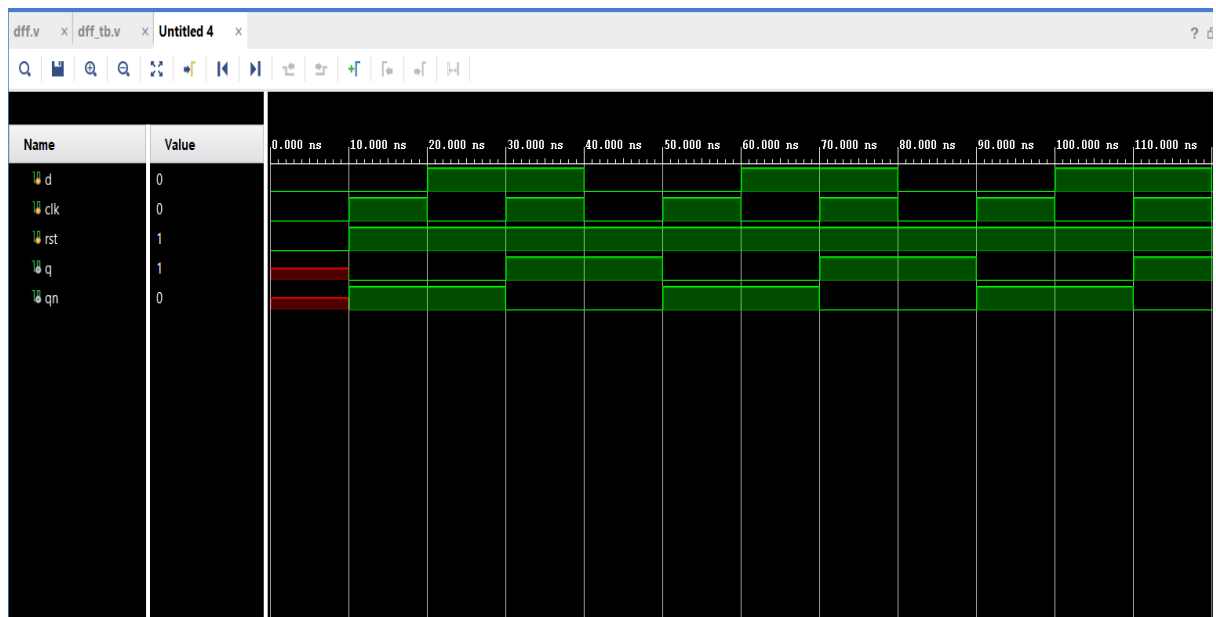 dff.v × dff_tb.v × Untitled 4 ×
?
Name Value
0.000 ns 10.000 ns 20.000 ns 30.000 ns 40.000 ns 50.000 ns 60.000 ns 70.000 ns 80.000 ns 90.000 ns 100.000 ns 110.000 ns
d 0
clk 0
rst 1
q 1
qn 0